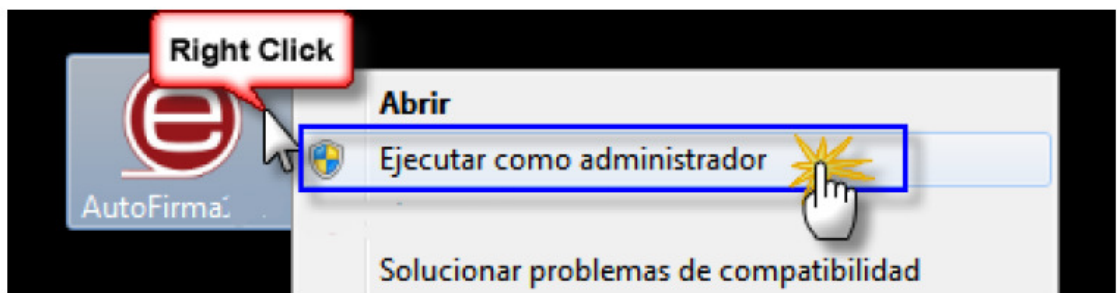 Right Click
Abrir
Ejecutar como administrador
AutoFirma
Solucionar problemas de compatibilidad